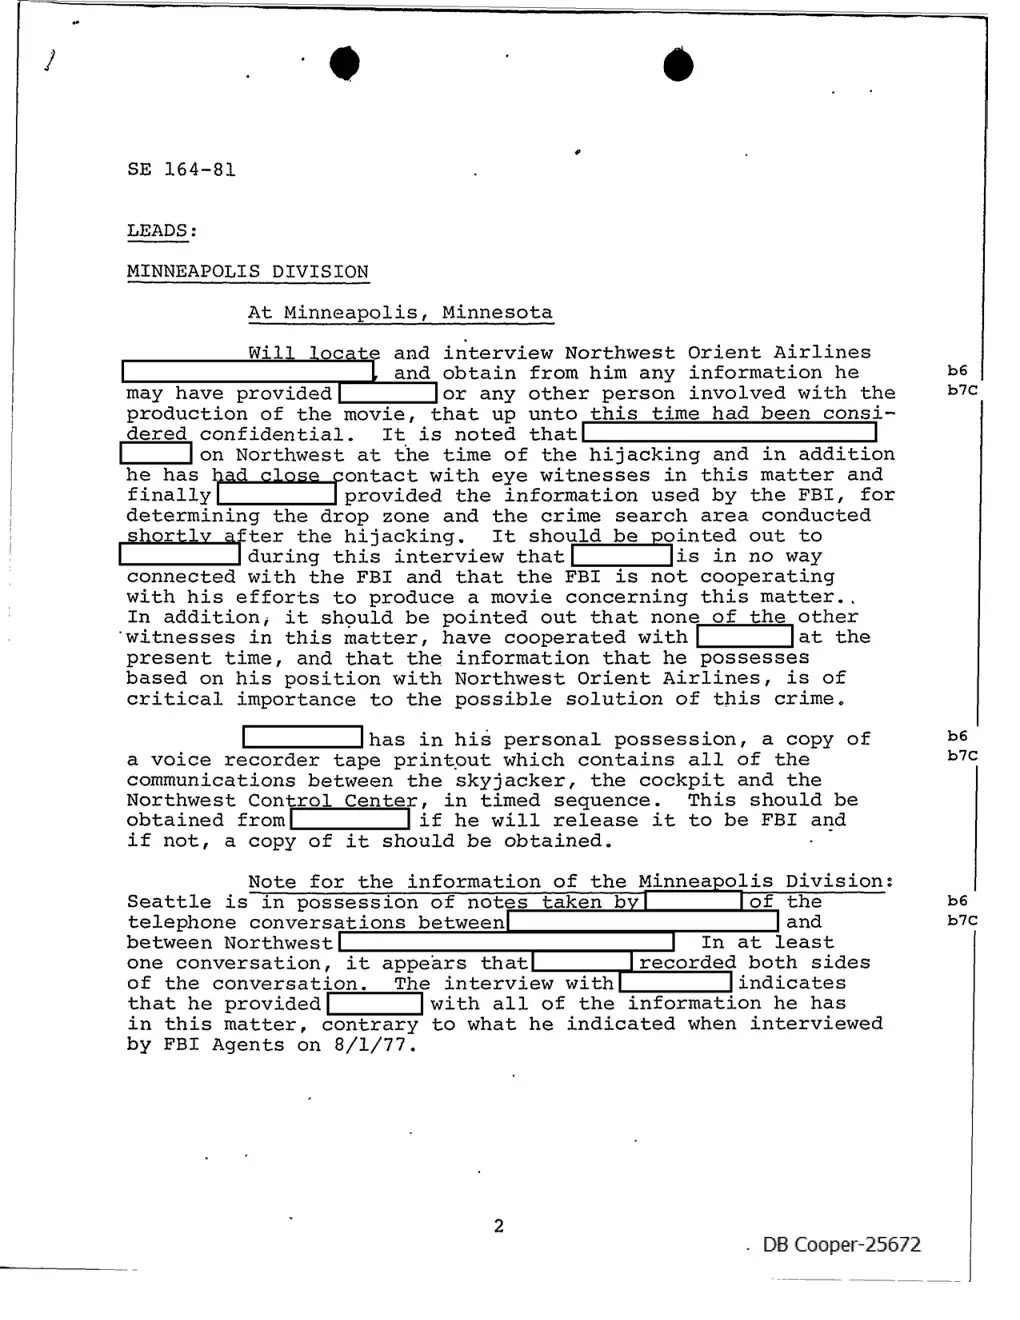 SE 164-81
LEADS:
MINNEAPOLIS DIVISION
At Minneapolis, Minnesota
Will locate and interview Northwest Orient Airlines
, and obtain from him any information he b6
may have provided or any other person involved with the b7C
production of the movie, that up unto this time had been consi-
dered confidential. It is noted that
on Northwest at the time of the hijacking and in addition
he has had close contact with eye witnesses in this matter and
finally provided the information used by the FBI, for
determining the drop zone and the crime search area conducted
shortly after the hijacking. It should be pointed out to
during this interview that is in no way
connected with the FBI and that the FBI is not cooperating
with his efforts to produce a movie concerning this matter..
In addition, it should be pointed out that none of the other
witnesses in this matter, have cooperated with at the
present time, and that the information that he possesses
based on his position with Northwest Orient Airlines, is of
critical importance to the possible solution of this crime.
has in his personal possession, a copy of b6
a voice recorder tape printout which contains all of the b7C
communications between the skyjacker, the cockpit and the
Northwest Control Center, in timed sequence. This should be
obtained from if he will release it to be FBI and
if not, a copy of it should be obtained.
Note for the information of the Minneapolis Division:
Seattle is in possession of notes taken by of the b6
telephone conversations between and b7C
between Northwest In at least
one conversation, it appears that recorded both sides
of the conversation. The interview with indicates
that he provided with all of the information he has
in this matter, contrary to what he indicated when interviewed
by FBI Agents on 8/1/77.
2
DB Cooper-25672